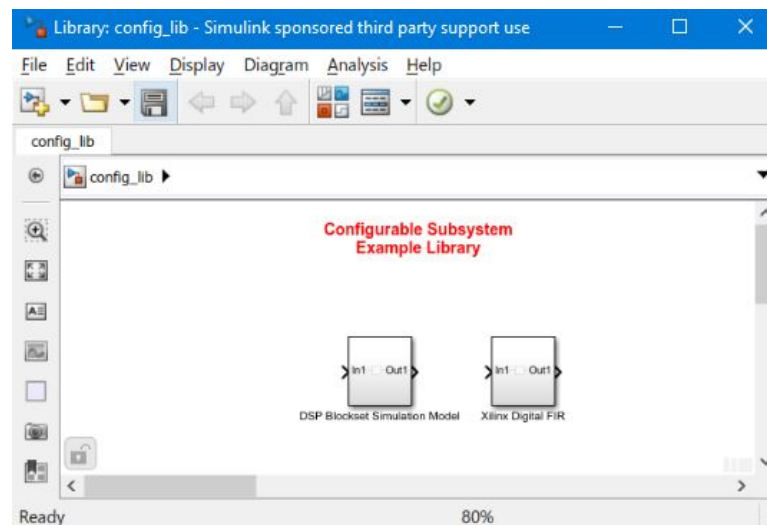 Library: config_lib - Simulink sponsored third party support use
File Edit View Display Diagram Analysis Help
config_lib
config_lib
Configurable Subsystem
Example Library
In1 Out1 In1 Out1
DSP Blockset Simulation Model Xilinx Digital FIR
Ready 80%